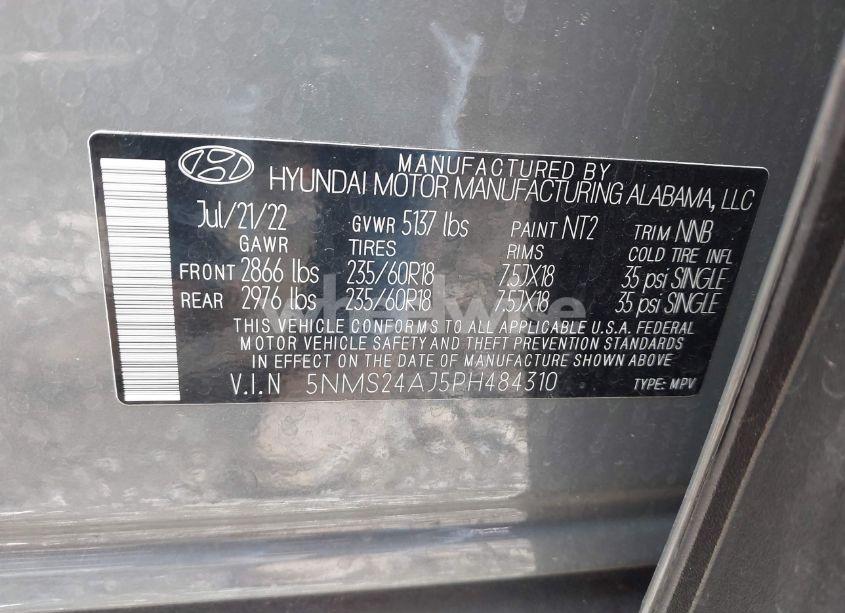 MANUFACTURED BY
HYUNDAI MOTOR MANUFACTURING ALABAMA, LLC
Jul/21/22 GVWR 5137 lbs PAINT NT2 TRIM NNB
GAWR TIRES RIMS COLD TIRE INFL
FRONT 2866 lbs 235/60R18 7.5JX18 35 psi SINGLE
REAR 2976 lbs 235/60R18 7.5JX18 35 psi SINGLE
wheelwise
THIS VEHICLE CONFORMS TO ALL APPLICABLE U.S.A. FEDERAL
MOTOR VEHICLE SAFETY AND THEFT PREVENTION STANDARDS
IN EFFECT ON THE DATE OF MANUFACTURE SHOWN ABOVE
V.I.N 5NMS24AJ5PH484310 TYPE: MPV